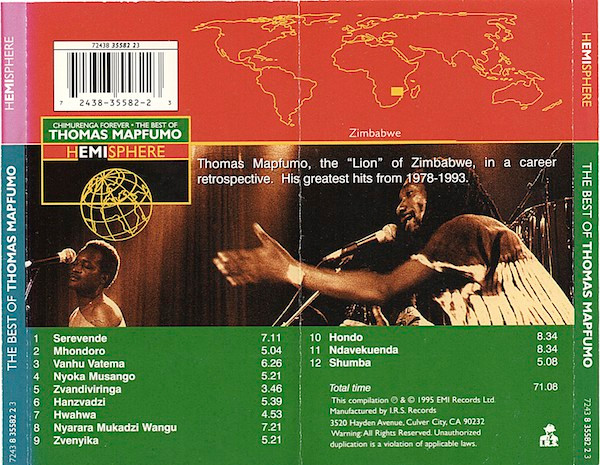 72438 35582 23
7 2438-35582-2 3
CHIMURENGA FOREVER • THE BEST OF
THOMAS MAPFUMO
HEMISPHERE
Zimbabwe
Thomas Mapfumo, the "Lion" of Zimbabwe, in a career
retrospective. His greatest hits from 1978-1993.
1 Serevende 7.11
2 Mhondoro 5.04
3 Vanhu Vatema 6.26
4 Nyoka Musango 5.21
5 Zvandiviringa 3.46
6 Hanzvadzi 5.39
7 Hwahwa 4.53
8 Nyarara Mukadzi Wangu 7.21
9 Zvenyika 5.21
10 Hondo 8.34
11 Ndavekuenda 8.34
12 Shumba 5.08
Total time 71.08
This compilation ℗ & © 1995 EMI Records Ltd.
Manufactured by I.R.S. Records
3520 Hayden Avenue, Culver City, CA 90232
Warning: All Rights Reserved. Unauthorized
duplication is a violation of applicable laws.
HEMISPHERE
THE BEST OF THOMAS MAPFUMO
72438 35582 2 3
HEMISPHERE
THE BEST OF THOMAS MAPFUMO
72438 35582 2 3